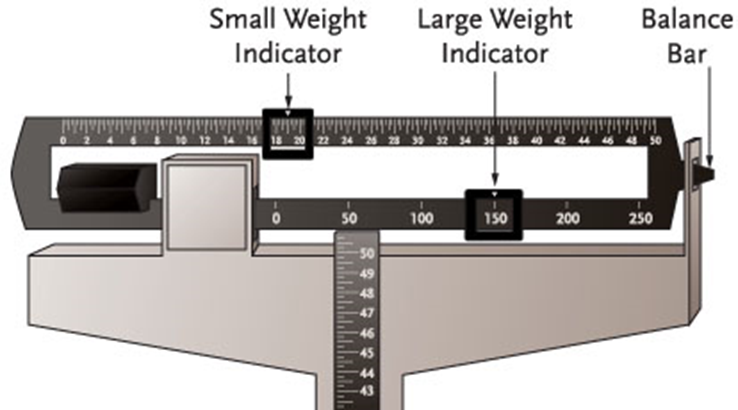 Small Weight
Indicator
Large Weight
Indicator
Balance
Bar
0 2 4 6 8 10 12 14 16 18 20 22 24 26 28 30 32 34 36 38 40 42 44 46 48 50
0 50 100 150 200 250
50
49
48
47
46
45
44
43